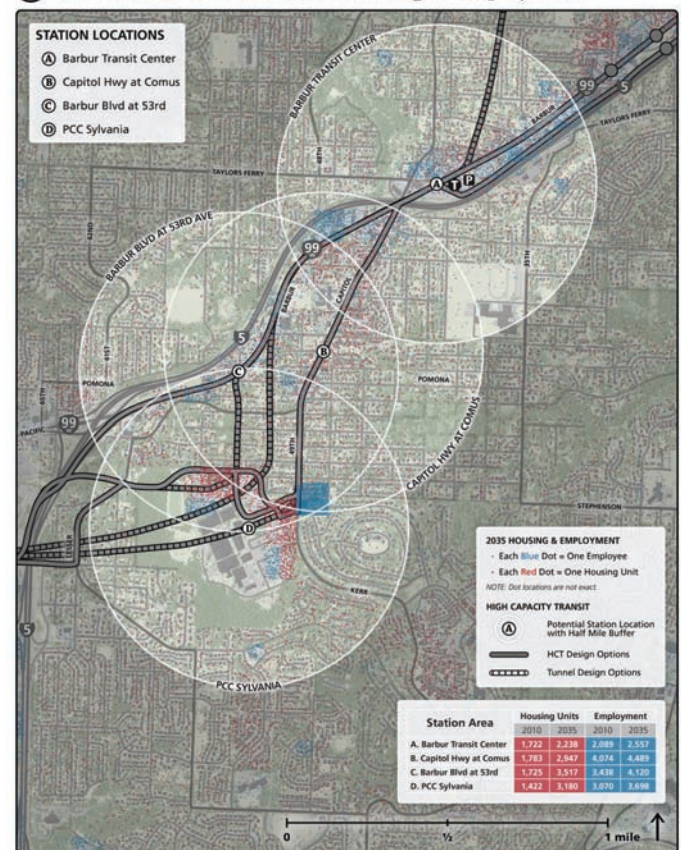 STATION LOCATIONS
A Barbur Transit Center
B Capitol Hwy at Comus
C Barbur Blvd at 53rd
D PCC Sylvania
BARBUR TRANSIT CENTER
99
5
BARBUR
TAYLORS FERRY
48TH
TAYLORS FERRY
A T P
62ND
BARBUR BLVD AT 53RD AVE
99
35TH
BARBUR
CAPITOL
5
B
61ST
C
POMONA
POMONA
65TH
99
PACIFIC
49TH
CAPITOL HWY AT COMUS
STEPHENSON
D
KERR
5
PCC SYLVANIA
2035 HOUSING & EMPLOYMENT
- Each Blue Dot = One Employee
- Each Red Dot = One Housing Unit
NOTE: Dot locations are not exact.
HIGH CAPACITY TRANSIT
A Potential Station Location
with Half Mile Buffer
HCT Design Options
Tunnel Design Options
Station Area Housing Units Employment
2010 2035 2010 2035
A. Barbur Transit Center 1,722 2,238 2,089 2,557
B. Capitol Hwy at Comus 1,783 2,947 4,074 4,489
C. Barbur Blvd at 53rd 1,725 3,517 3,438 4,120
D. PCC Sylvania 1,422 3,180 3,070 3,698
0 ½ 1 mile